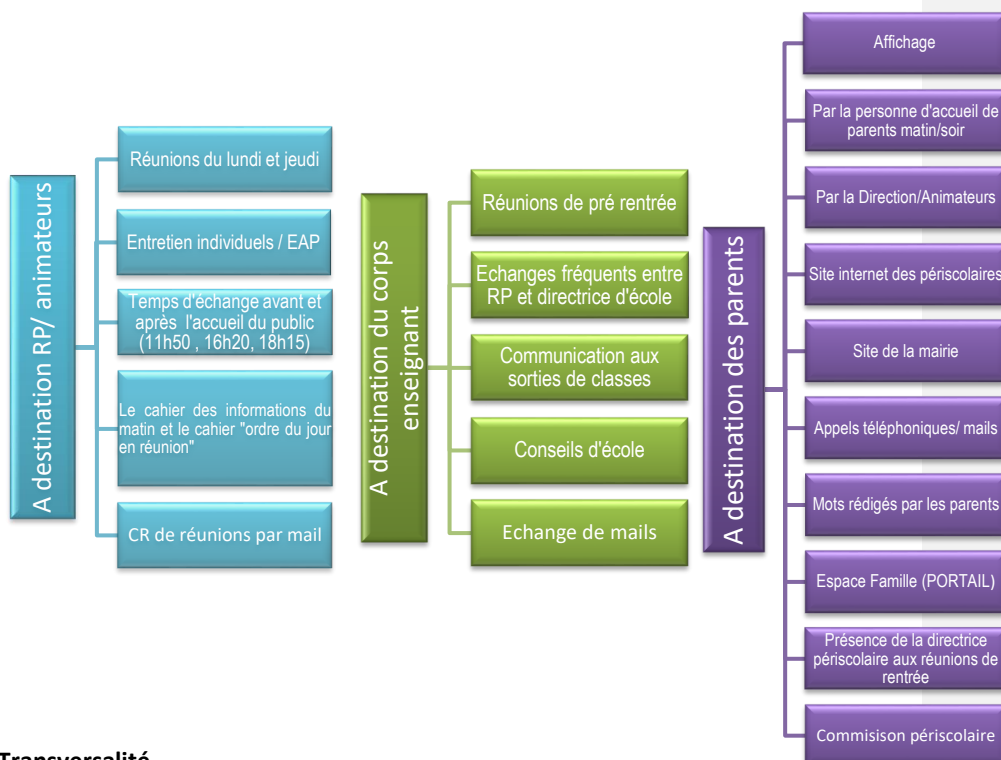 A destination RP/ animateurs
Réunions du lundi et jeudi
Entretien individuels / EAP
Temps d'échange avant et
après l'accueil du public
(11h50 , 16h20, 18h15)
Le cahier des informations du
matin et le cahier "ordre du jour
en réunion"
CR de réunions par mail
A destination du corps
enseignant
Réunions de pré rentrée
Echanges fréquents entre
RP et directrice d'école
Communication aux
sorties de classes
Conseils d'école
Echange de mails
A destination des parents
Affichage
Par la personne d'accueil de
parents matin/soir
Par la Direction/Animateurs
Site internet des périscolaires
Site de la mairie
Appels téléphoniques/ mails
Mots rédigés par les parents
Espace Famille (PORTAIL)
Présence de la directrice
périscolaire aux réunions de
rentrée
Commisison périscolaire
Transversalité